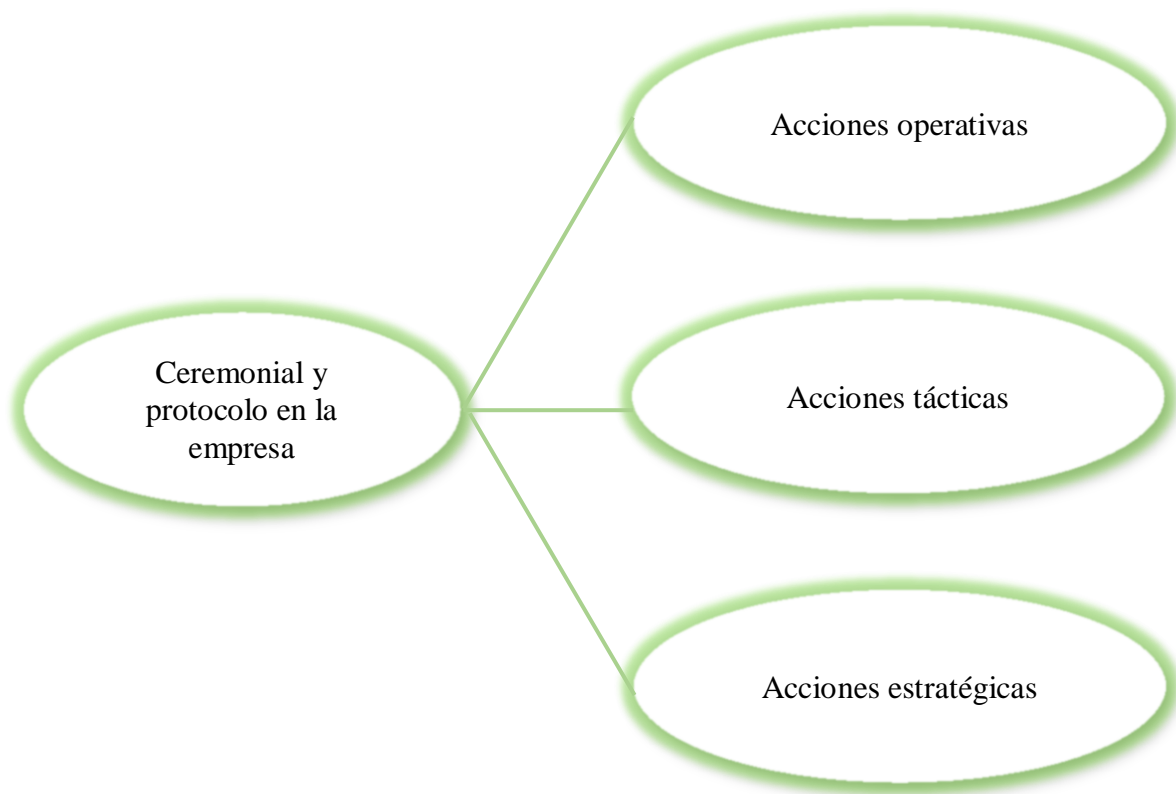 Acciones operativas
Ceremonial y
protocolo en la
empresa
Acciones tácticas
Acciones estratégicas